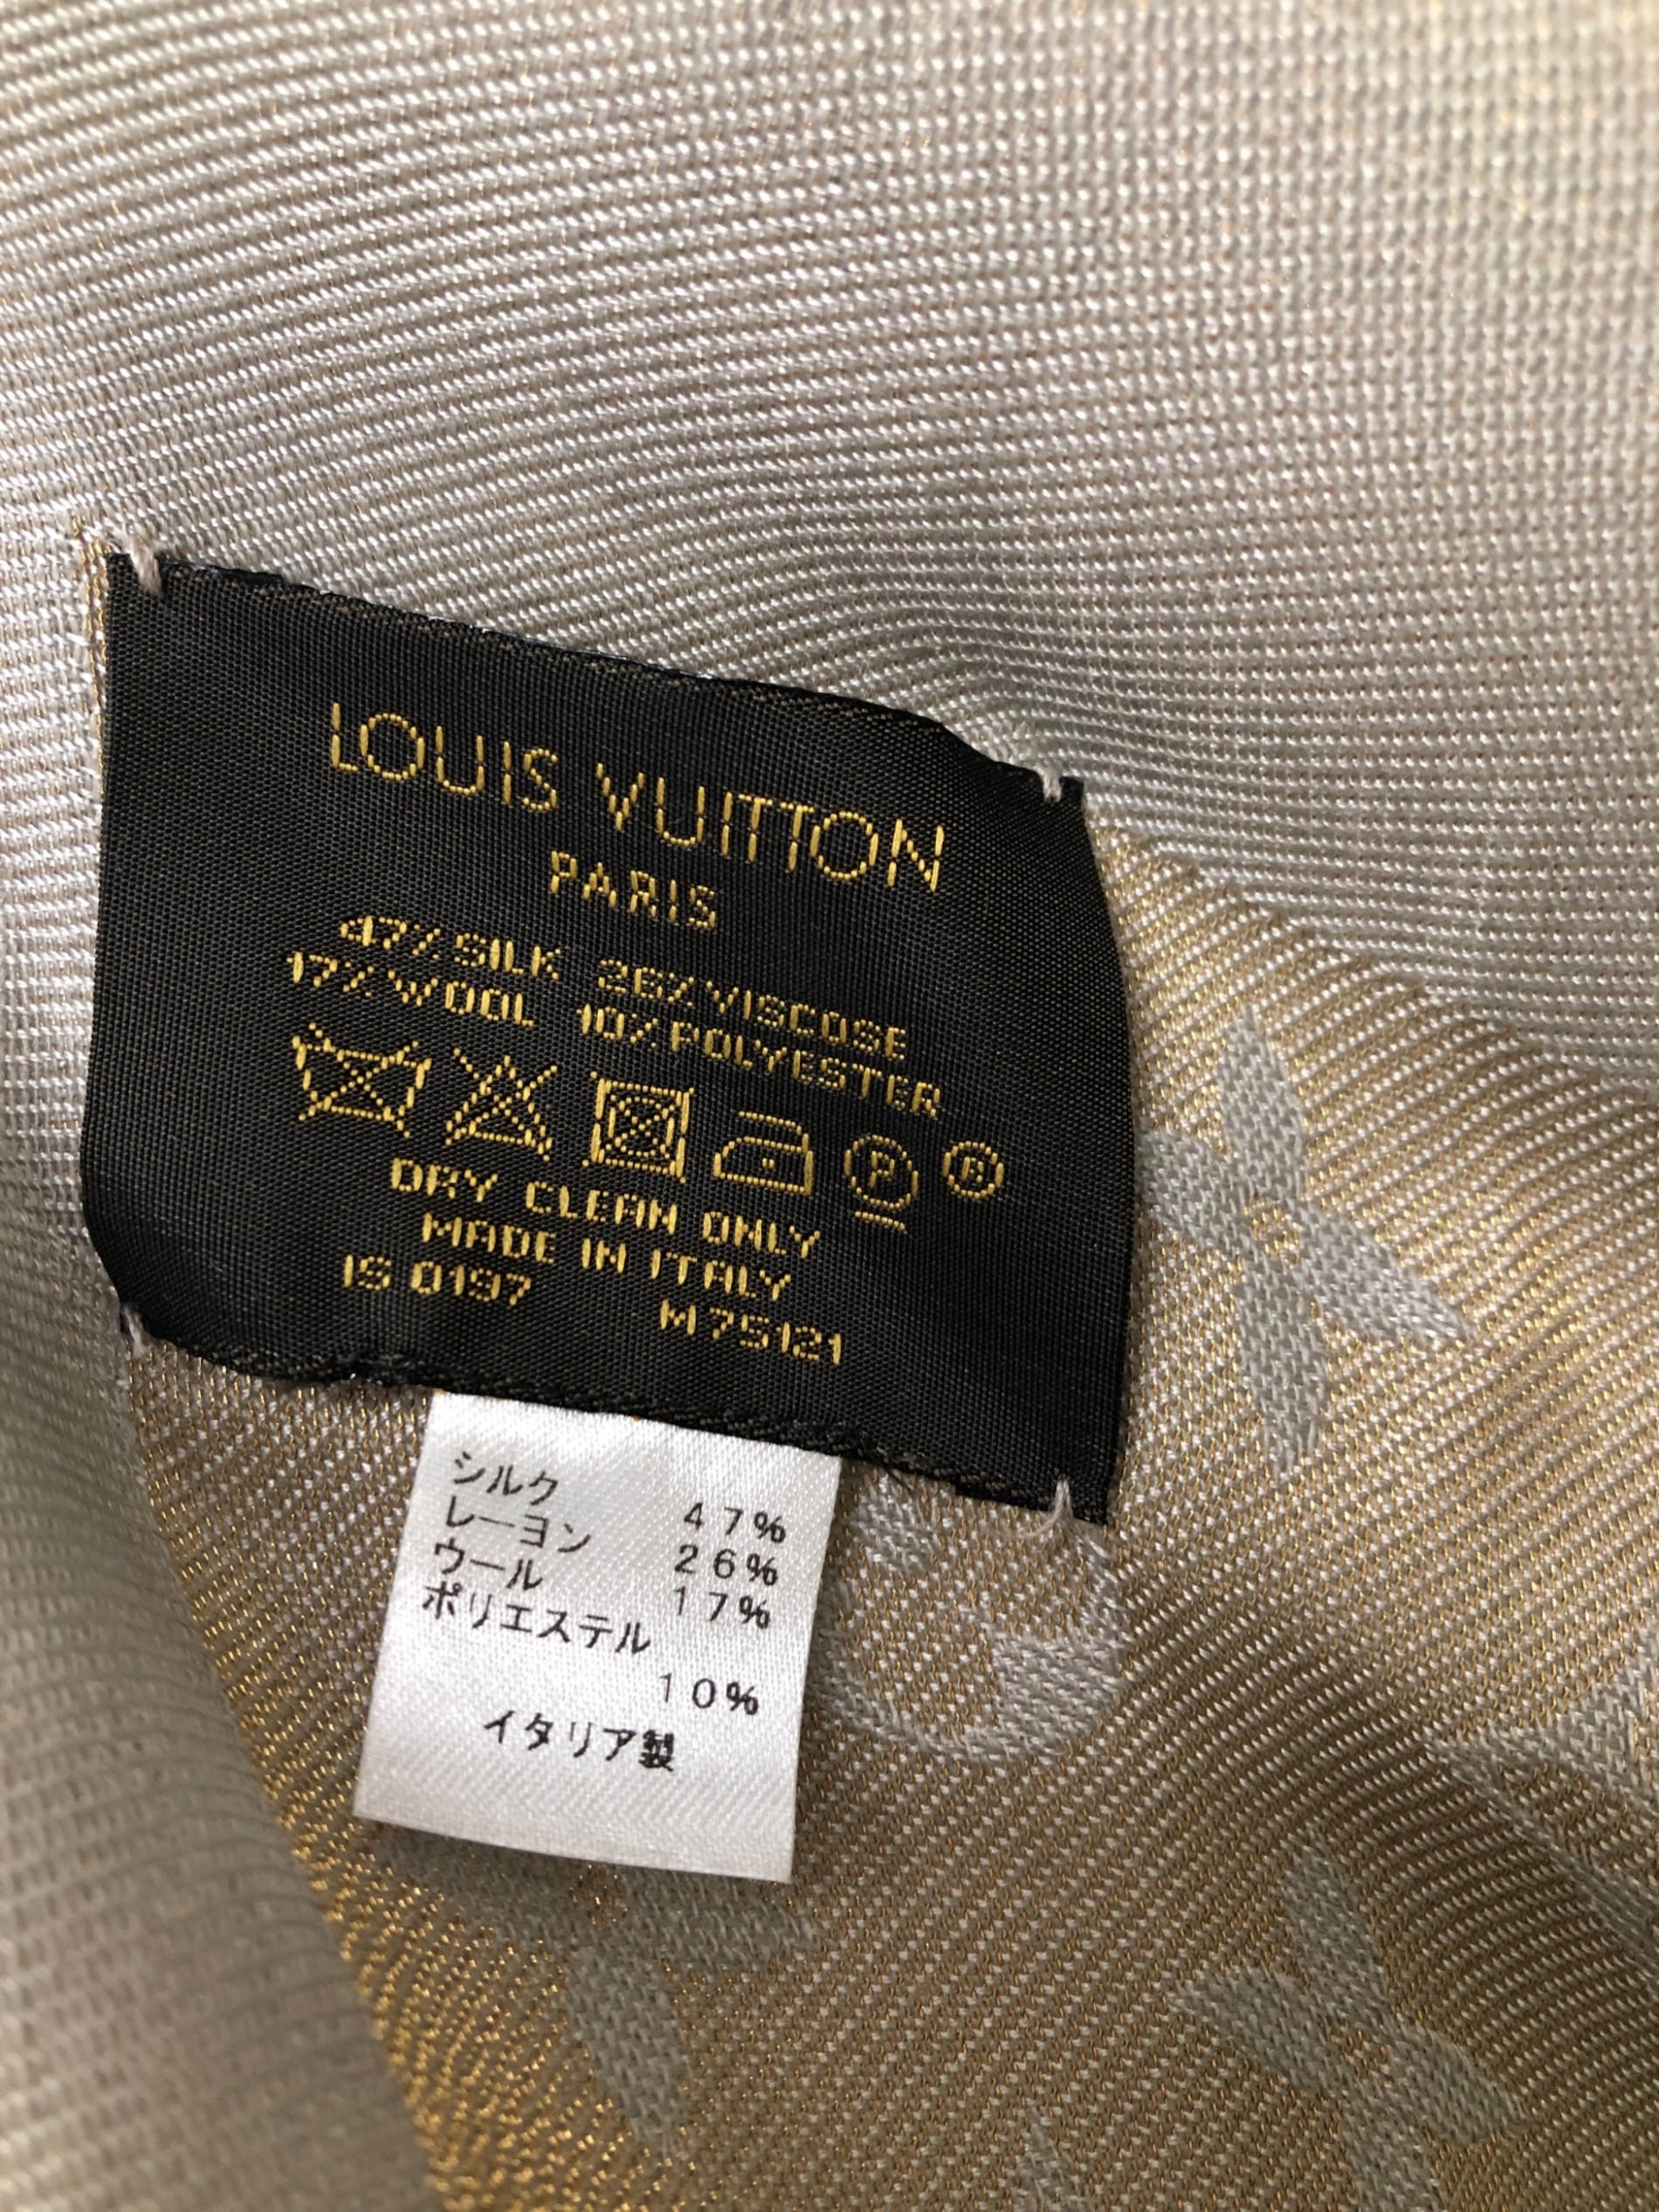 LOUIS VUITTON
PARIS
47% SILK 26% VISCOSE
17% WOOL 10% POLYESTER
P ®
DRY CLEAN ONLY
MADE IN ITALY
IS 0197 M75121
シルク 47%
レーヨン 26%
ウール 17%
ポリエステル
10%
イタリア製